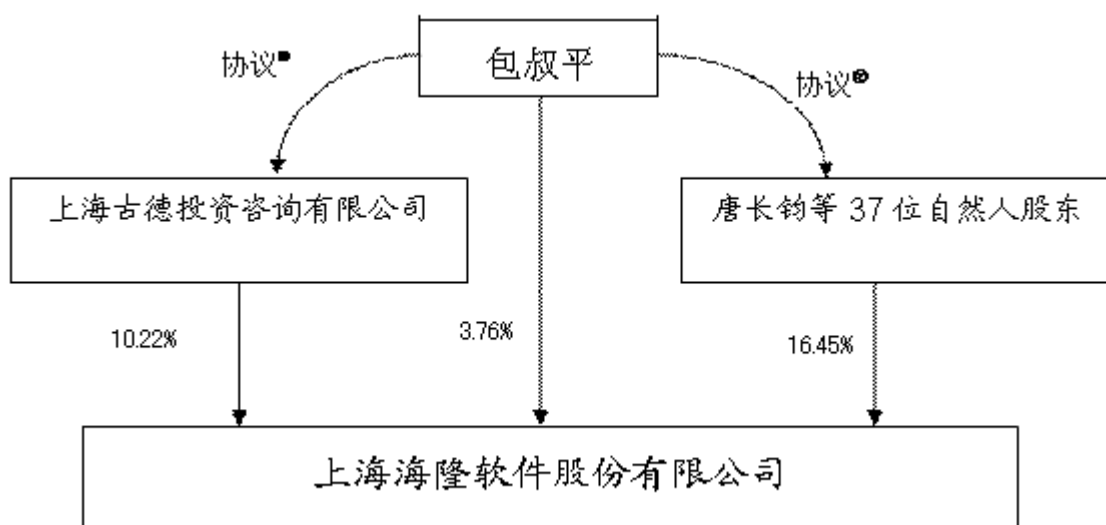 包叔平
协议
协议
上海古德投资咨询有限公司
唐长钧等 37 位自然人股东
10.22%
3.76%
16.45%
上海海隆软件股份有限公司